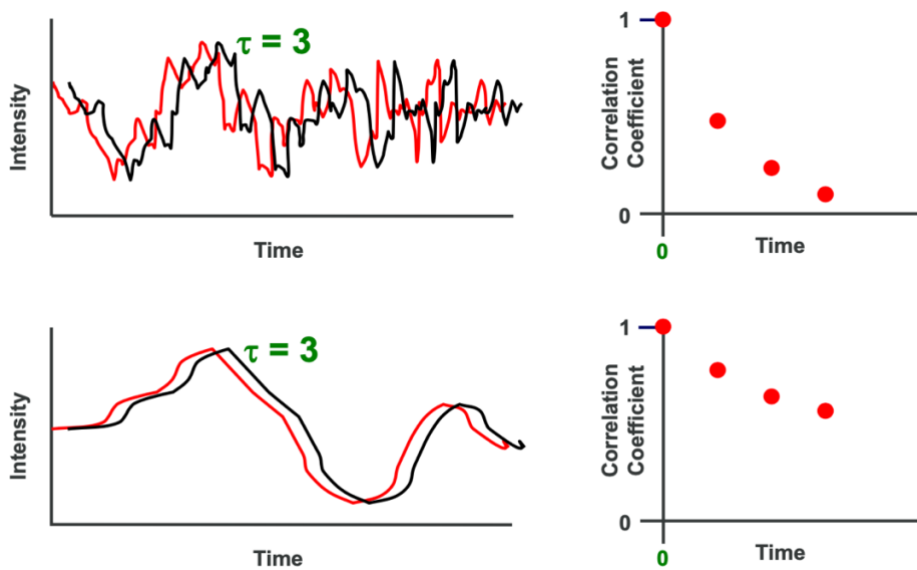 Intensity
τ = 3
Time
Correlation
Coefficient
1
0
0
Time
Intensity
τ = 3
Time
Correlation
Coefficient
1
0
0
Time